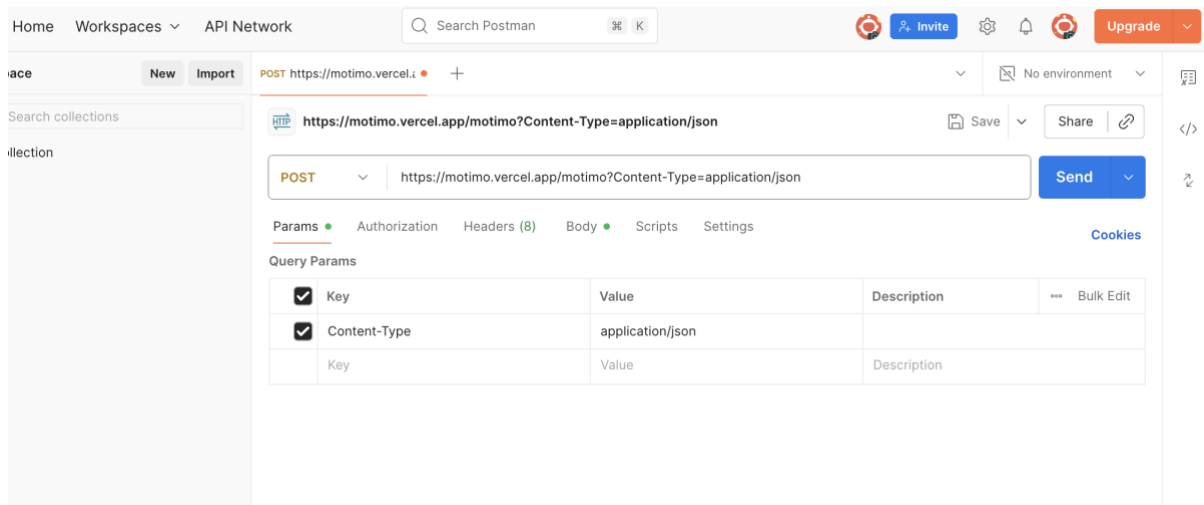 Home Workspaces API Network Search Postman ⌘ K Invite Upgrade
New Import POST https://motimo.vercel. No environment
Search collections
https://motimo.vercel.app/motimo?Content-Type=application/json Save Share
POST https://motimo.vercel.app/motimo?Content-Type=application/json Send
Params Authorization Headers (8) Body Scripts Settings Cookies
Query Params
Key Value Description Bulk Edit
Content-Type application/json
Key Value Description